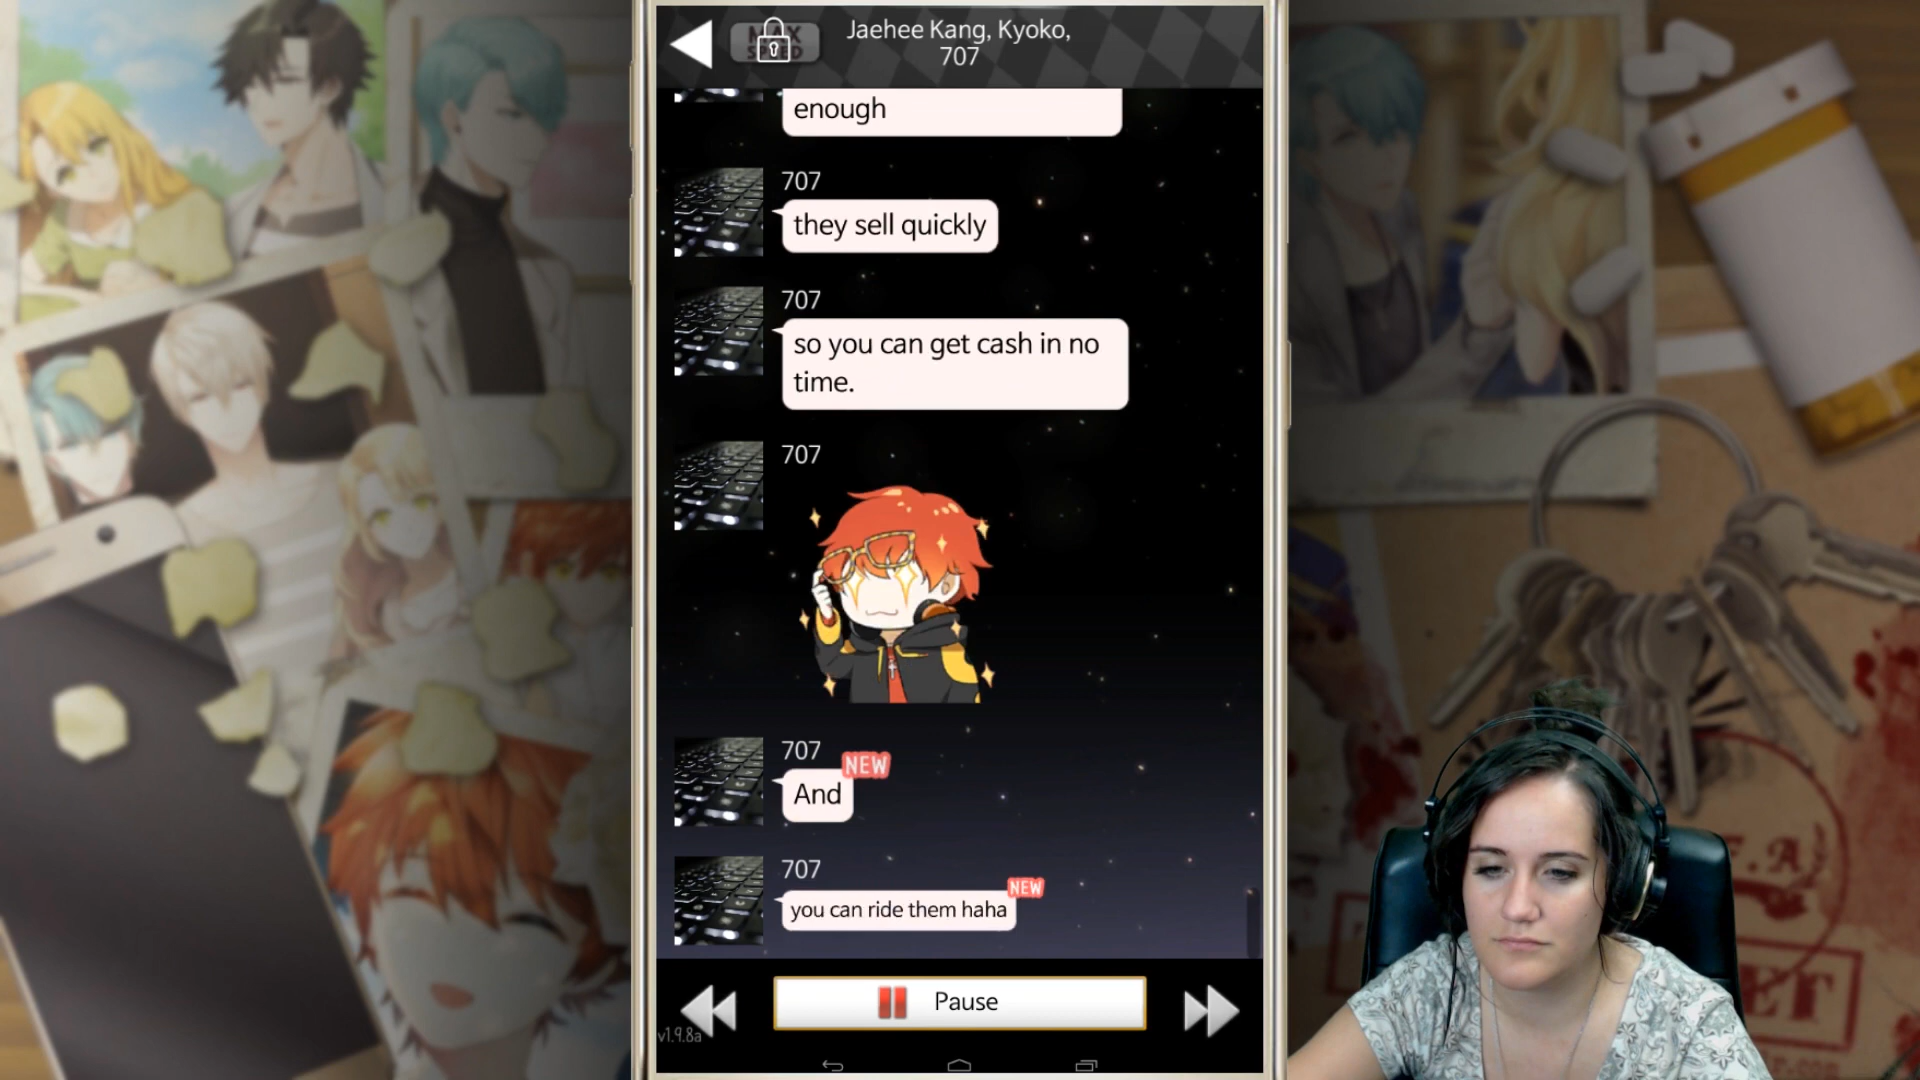 Jaehee Kang, Kyoko,
707
enough
707
they sell quickly
707
so you can get cash in no
time.
707
707
NEW
And
707
NEW
you can ride them haha
Pause
v1.9.8a